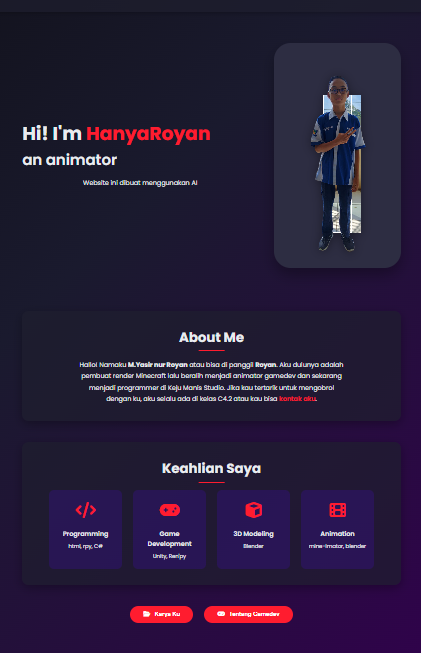 Hi! I'm HanyaRoyan
an animator
Website ini dibuat menggunakan AI
About Me
Hallo! Namaku M.Yasir nur Royan atau bisa di panggil Royan. Aku dulunya adalah
pembuat render Minecraft lalu beralih menjadi animator gamedev dan sekarang
menjadi programmer di Keju Manis Studio. Jika kau tertarik untuk mengobrol
dengan ku, aku selalu ada di kelas C4.2 atau kau bisa kontak aku.
Keahlian Saya
Programming
html, rpy, C#
Game
Development
Unity, Renpy
3D Modeling
Blender
Animation
mine-imator, blender
Karya Ku
Tentang Gamedev